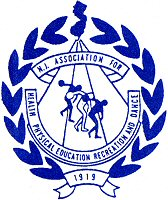 N.J. ASSOCIATION FOR
HEALTH PHYSICAL EDUCATION RECREATION AND DANCE
1919